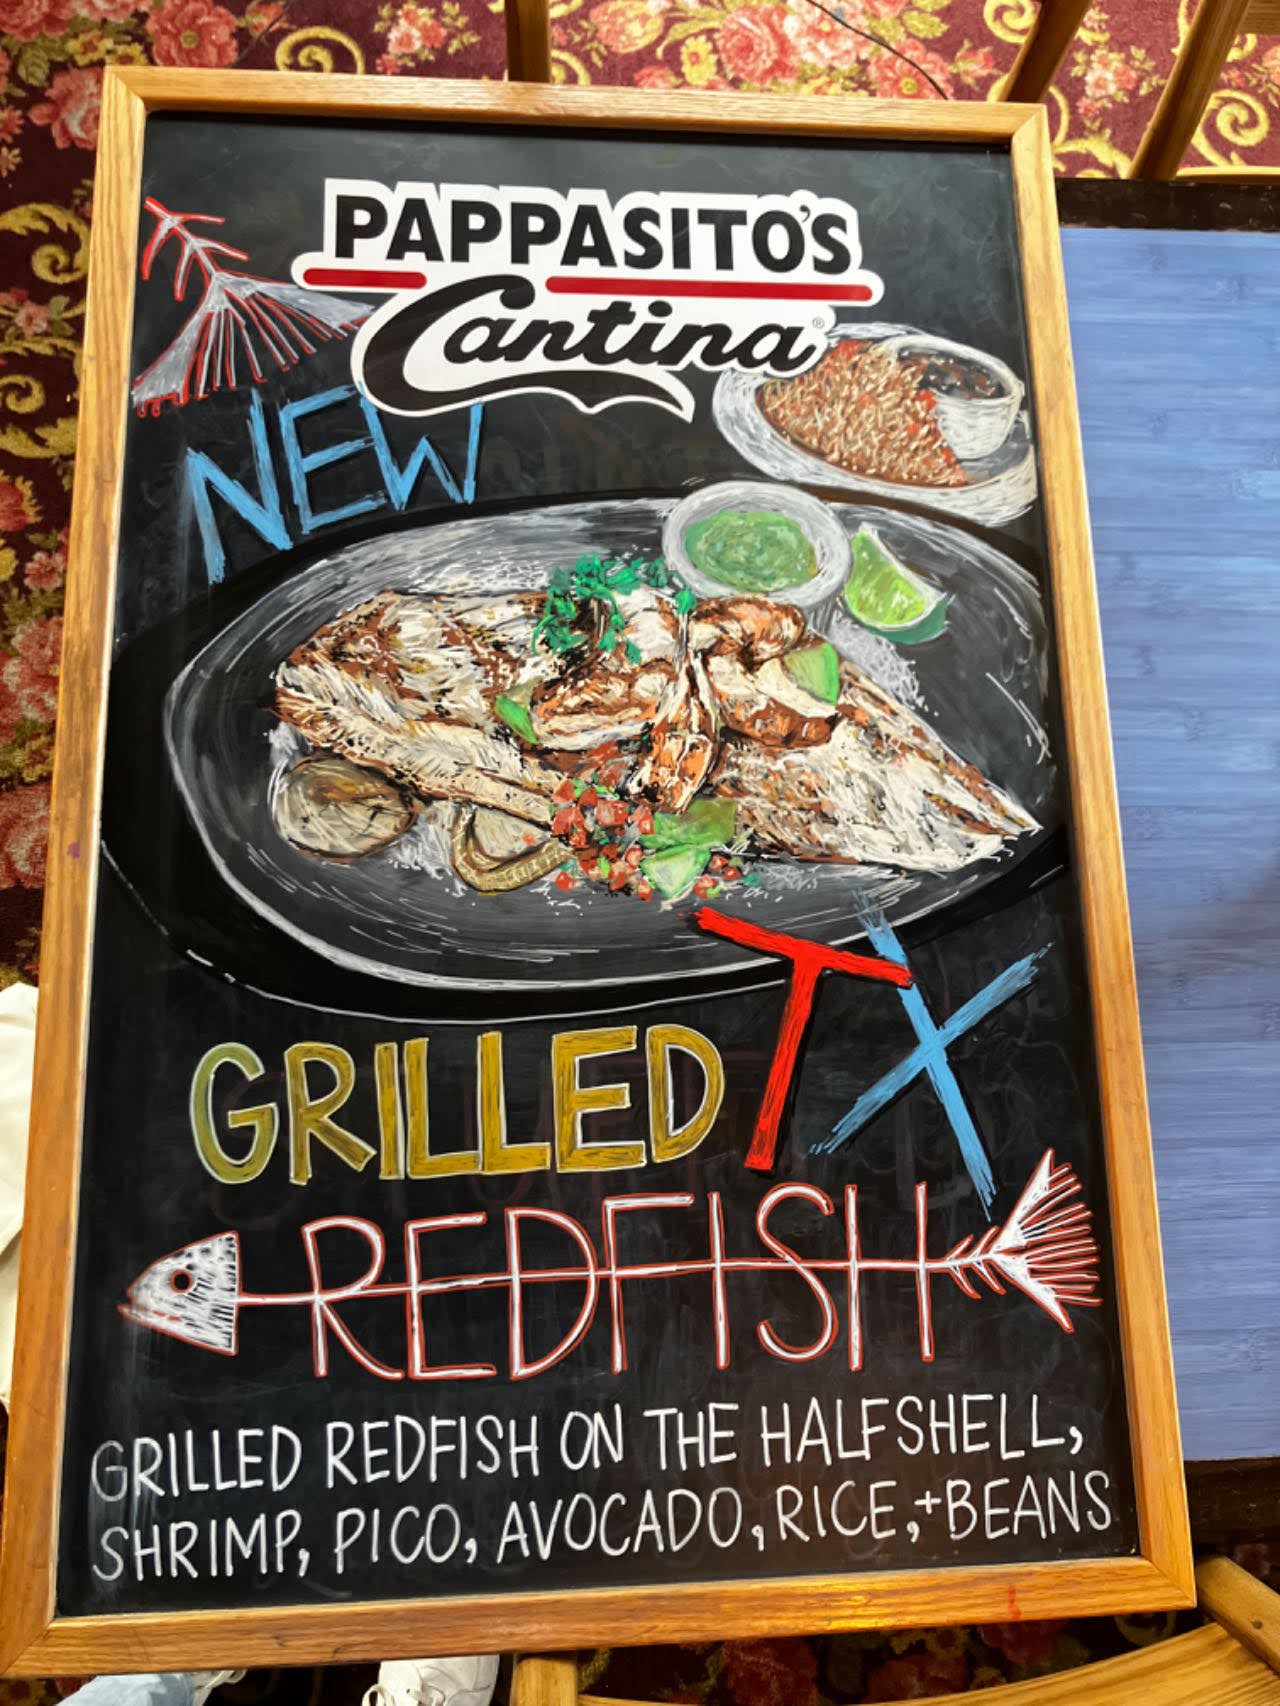 PAPPASITO'S
Cantina®
NEW
GRILLED TX
REDFISH
GRILLED REDFISH ON THE HALFSHELL,
SHRIMP, PICO, AVOCADO, RICE, + BEANS